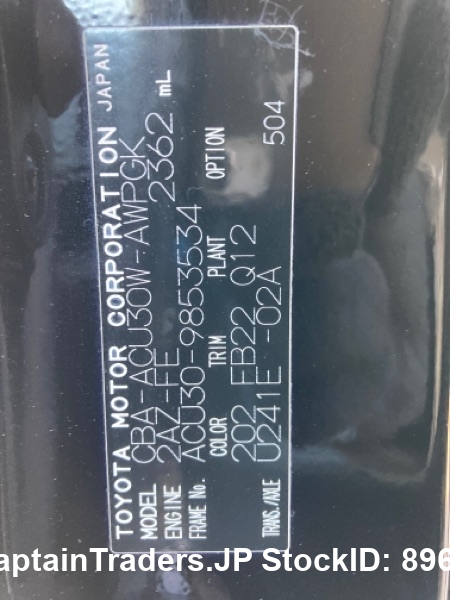 TOYOTA MOTOR CORPORATION JAPAN
MODEL CBA-ACU30W-AWPGK
ENGINE 2AZ-FE 2362 mL
FRAME No. ACU30-9853534
COLOR TRIM PLANT OPTION
202 FB22 Q12 504
TRANS./AXLE U241E -02A
aptainTraders.JP StockID: 896